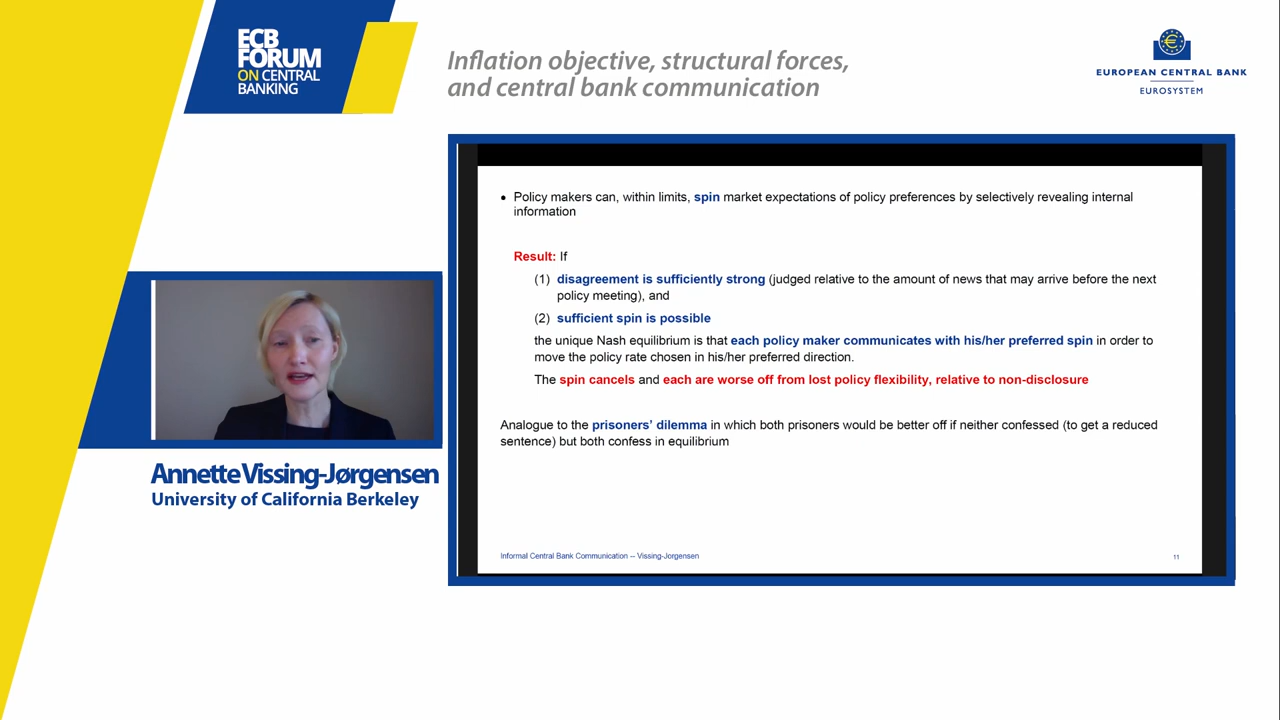 ECB
FORUM
ON CENTRAL
BANKING
Inflation objective, structural forces,
and central bank communication
EUROPEAN CENTRAL BANK
EUROSYSTEM
• Policy makers can, within limits, spin market expectations of policy preferences by selectively revealing internal
information
Result: If
(1) disagreement is sufficiently strong (judged relative to the amount of news that may arrive before the next
policy meeting), and
(2) sufficient spin is possible
the unique Nash equilibrium is that each policy maker communicates with his/her preferred spin in order to
move the policy rate chosen in his/her preferred direction.
The spin cancels and each are worse off from lost policy flexibility, relative to non-disclosure
Analogue to the prisoners' dilemma in which both prisoners would be better off if neither confessed (to get a reduced
sentence) but both confess in equilibrium
Informal Central Bank Communication -- Vissing-Jorgensen
11
Annette Vissing-Jørgensen
University of California Berkeley